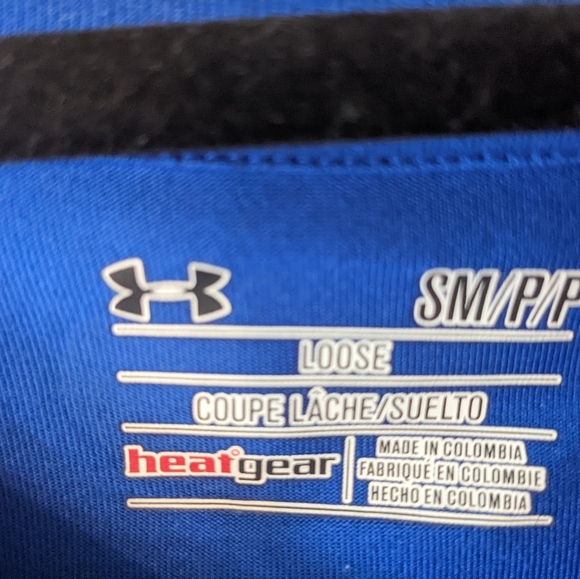 SM/P/P
LOOSE
COUPE LÂCHE/SUELTO
heatgear
MADE IN COLOMBIA
FABRIQUÉ EN COLOMBIE
HECHO EN COLOMBIA